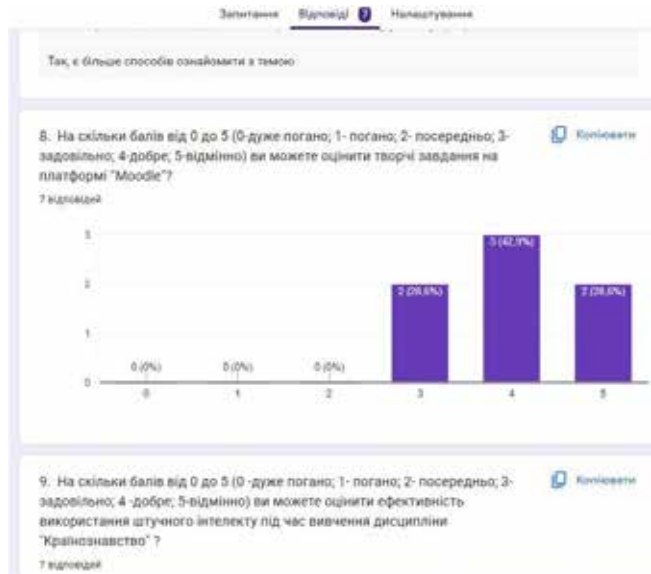 Запитання Відповіді 7 Налаштування
Так, є більше способів ознайомити з темою
8. На скільки балів від 0 до 5 (0-дуже погано; 1- погано; 2- посередньо; 3-
задовільно; 4-добре; 5-відмінно) ви можете оцінити творчі завдання на
платформі "Moodle"?
Копіювати
7 відповідей
3
2
1
0
0 (0%) 0 (0%) 0 (0%) 2 (28,6%) 3 (42,9%) 2 (28,6%)
0 1 2 3 4 5
9. На скільки балів від 0 до 5 (0 -дуже погано; 1- погано; 2- посередньо; 3-
задовільно; 4 -добре; 5-відмінно) ви можете оцінити ефективність
використання штучного інтелекту під час вивчення дисципліни
"Країнознавство" ?
Копіювати
7 відповідей